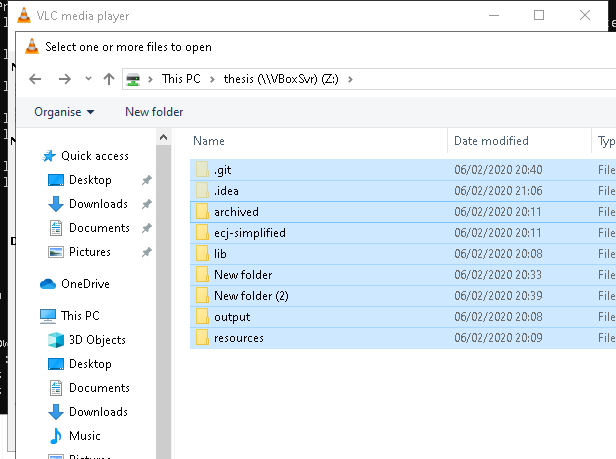 VLC media player
Select one or more files to open
This PC > thesis (\\VBoxSvr) (Z:) >
Organise New folder
Name Date modified Typ
Quick access
Desktop
Downloads
Documents
Pictures
OneDrive
This PC
3D Objects
Desktop
Documents
Downloads
Music
.git 06/02/2020 20:40 File
.idea 06/02/2020 21:06 File
archived 06/02/2020 20:11 File
ecj-simplified 06/02/2020 20:11 File
lib 06/02/2020 20:08 File
New folder 06/02/2020 20:33 File
New folder (2) 06/02/2020 20:39 File
output 06/02/2020 20:08 File
resources 06/02/2020 20:09 File